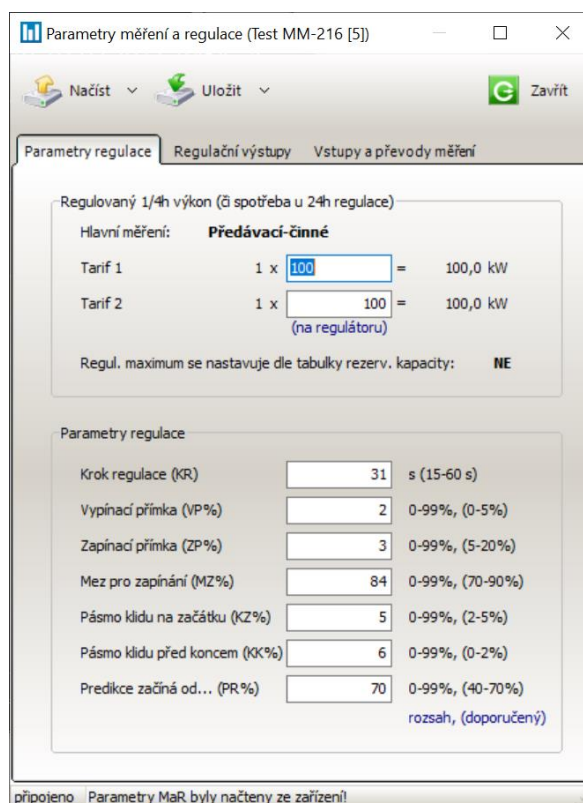 Parametry měření a regulace (Test MM-216 [5])
Načíst Uložit Zavřít
Parametry regulace Regulační výstupy Vstupy a převody měření
Regulovaný 1/4h výkon (či spotřeba u 24h regulace)
Hlavní měření: Předávací-činné
Tarif 1 1 x 100 = 100,0 kW
Tarif 2 1 x 100 = 100,0 kW
(na regulátoru)
Regul. maximum se nastavuje dle tabulky rezerv. kapacity: NE
Parametry regulace
Krok regulace (KR) 31 s (15-60 s)
Vypínací přímka (VP%) 2 0-99%, (0-5%)
Zapínací přímka (ZP%) 3 0-99%, (5-20%)
Mez pro zapínání (MZ%) 84 0-99%, (70-90%)
Pásmo klidu na začátku (KZ%) 5 0-99%, (2-5%)
Pásmo klidu před koncem (KK%) 6 0-99%, (0-2%)
Predikce začíná od... (PR%) 70 0-99%, (40-70%)
rozsah, (doporučený)
připojeno Parametry MaR byly načteny ze zařízení!